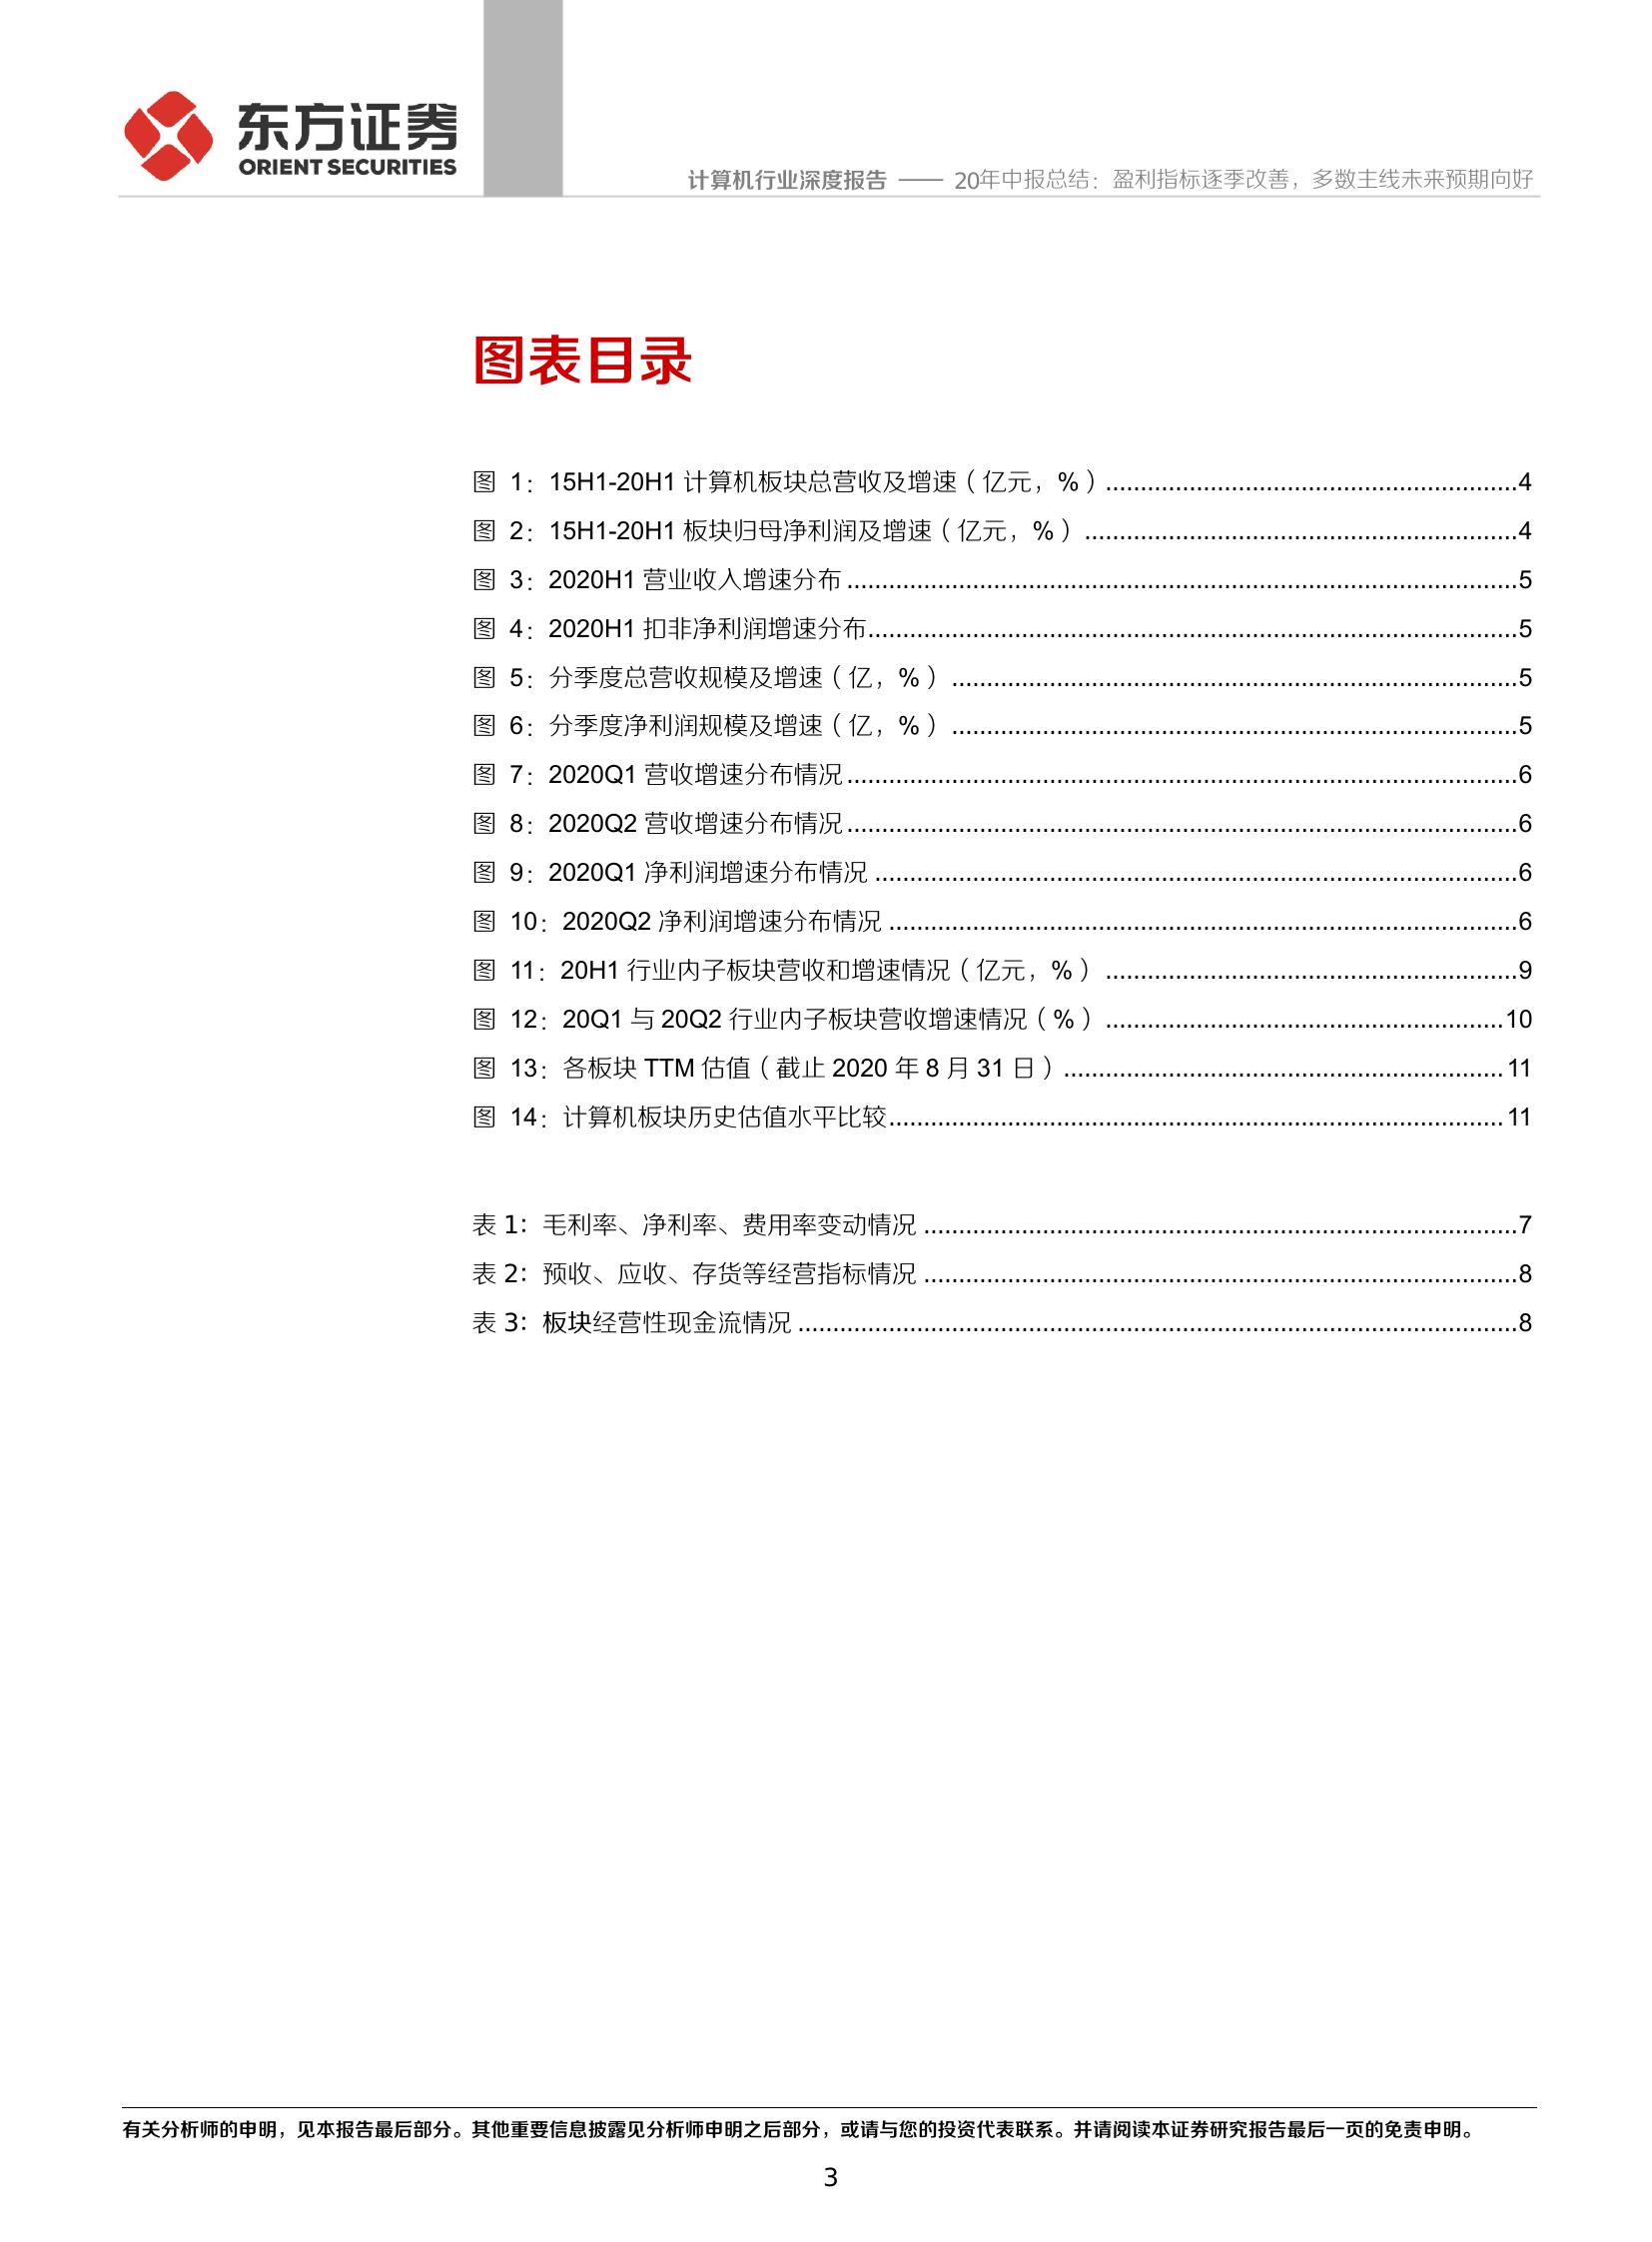 东方证券
ORIENT SECURITIES
计算机行业深度报告 —— 20年中报总结：盈利指标逐季改善，多数主线未来预期向好
图表目录
图 1：15H1-20H1 计算机板块总营收及增速（亿元，%）...........................................................4
图 2：15H1-20H1 板块归母净利润及增速（亿元，%）..............................................................4
图 3：2020H1 营业收入增速分布................................................................................................5
图 4：2020H1 扣非净利润增速分布.............................................................................................5
图 5：分季度总营收规模及增速（亿，%）.................................................................................5
图 6：分季度净利润规模及增速（亿，%）.................................................................................5
图 7：2020Q1 营收增速分布情况................................................................................................6
图 8：2020Q2 营收增速分布情况................................................................................................6
图 9：2020Q1 净利润增速分布情况............................................................................................6
图 10：2020Q2 净利润增速分布情况..........................................................................................6
图 11：20H1 行业内子板块营收和增速情况（亿元，%）...........................................................9
图 12：20Q1 与 20Q2 行业内子板块营收增速情况（%）.........................................................10
图 13：各板块 TTM 估值（截止 2020 年 8 月 31 日）...............................................................11
图 14：计算机板块历史估值水平比较........................................................................................11
表 1：毛利率、净利率、费用率变动情况.....................................................................................7
表 2：预收、应收、存货等经营指标情况.....................................................................................8
表 3：板块经营性现金流情况.......................................................................................................8
有关分析师的申明，见本报告最后部分。其他重要信息披露见分析师申明之后部分，或请与您的投资代表联系。并请阅读本证券研究报告最后一页的免责申明。
3